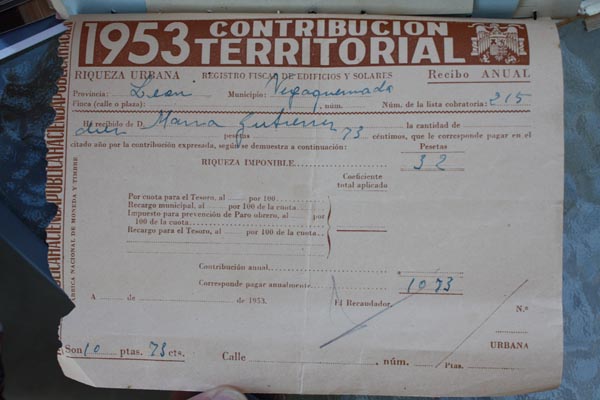 1953 CONTRIBUCION TERRITORIAL
RIQUEZA URBANA REGISTRO FISCAL DE EDIFICIOS Y SOLARES Recibo ANUAL
Provincia: León Municipio: Vegaquemada
Finca (calle o plaza): , núm. Núm. de la lista cobratoria: 215
He recibido de D. Maria Gutierrez la cantidad de
diez pesetas 73 céntimos, que le corresponde pagar en el
citado año por la contribución expresada, según se demuestra a continuación: Pesetas
RIQUEZA IMPONIBLE 32
Coeficiente
total aplicado
Por cuota para el Tesoro, al por 100
Recargo municipal, al por 100 de la cuota
Impuesto para prevención de Paro obrero, al por
100 de la cuota
Recargo para el Tesoro, al por 100 de la cuota
Contribución anual
Corresponde pagar anualmente 10 73
A de de 1953. El Recaudador, N.º
URBANA
Son 10 ptas. 73 cts. Calle , núm. Ptas.
FABRICA NACIONAL DE MONEDA Y TIMBRE